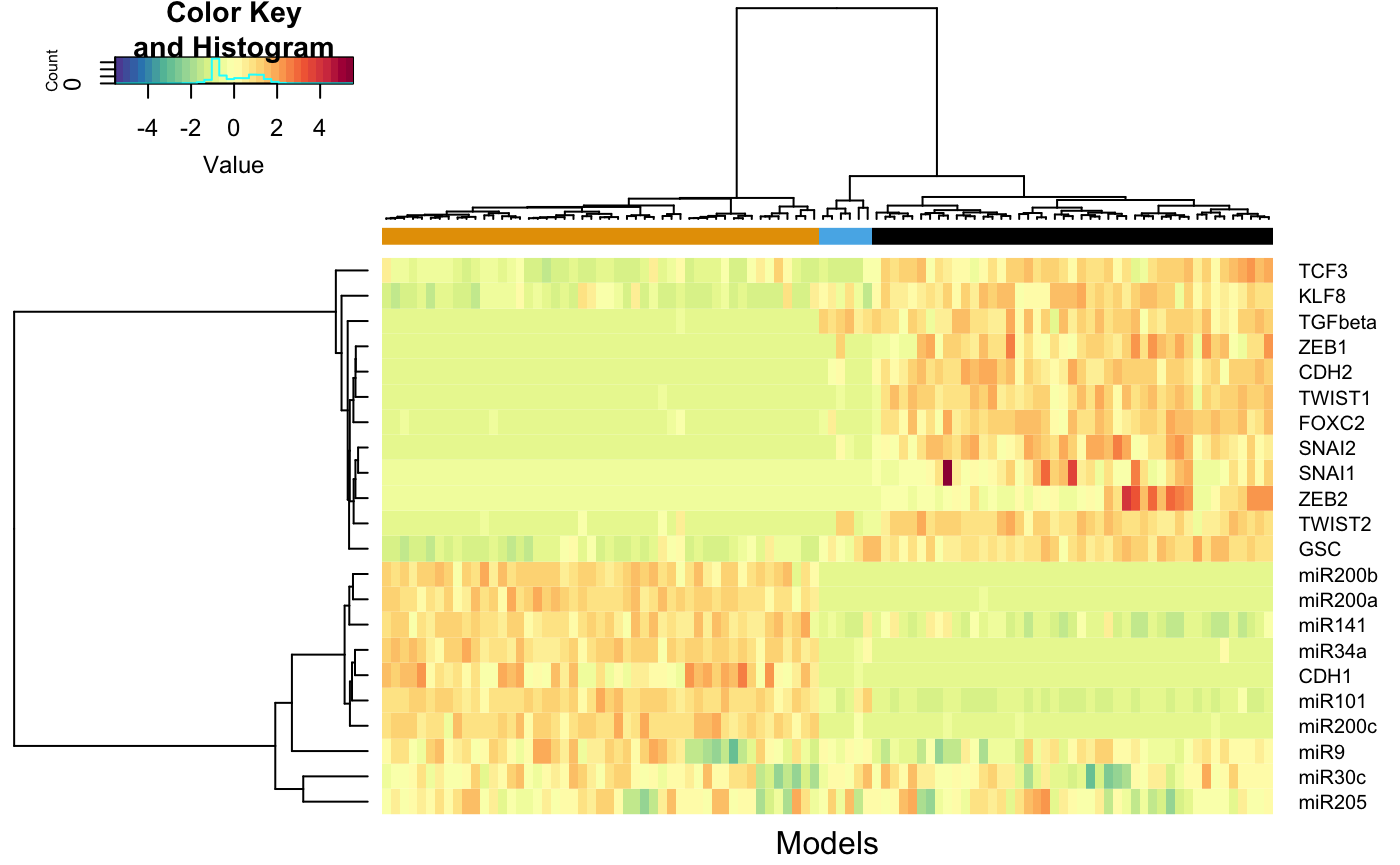 Color Key
and Histogram
Count
0
-4 -2 0 2 4
Value
TCF3
KLF8
TGFbeta
ZEB1
CDH2
TWIST1
FOXC2
SNAI2
SNAI1
ZEB2
TWIST2
GSC
miR200b
miR200a
miR141
miR34a
CDH1
miR101
miR200c
miR9
miR30c
miR205
Models